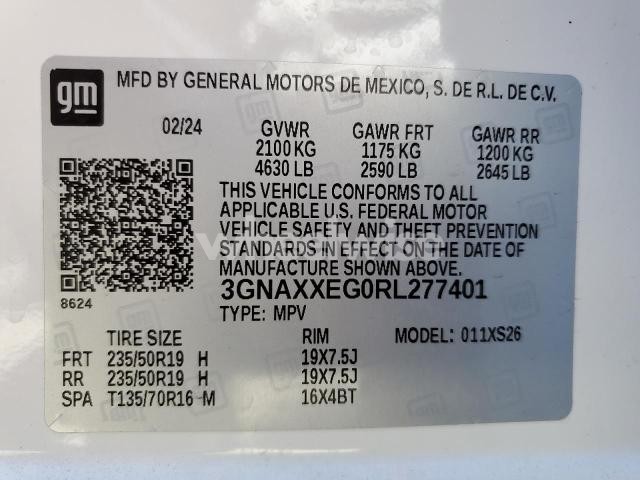 gm
MFD BY GENERAL MOTORS DE MEXICO, S. DE R.L. DE C.V.
02/24 GVWR GAWR FRT GAWR RR
2100 KG 1175 KG 1200 KG
4630 LB 2590 LB 2645 LB
THIS VEHICLE CONFORMS TO ALL
APPLICABLE U.S. FEDERAL MOTOR
VEHICLE SAFETY AND THEFT PREVENTION
STANDARDS IN EFFECT ON THE DATE OF
MANUFACTURE SHOWN ABOVE.
8624
3GNAXXEG0RL277401
TYPE: MPV
TIRE SIZE RIM MODEL: 011XS26
FRT 235/50R19 H 19X7.5J
RR 235/50R19 H 19X7.5J
SPA T135/70R16 M 16X4BT